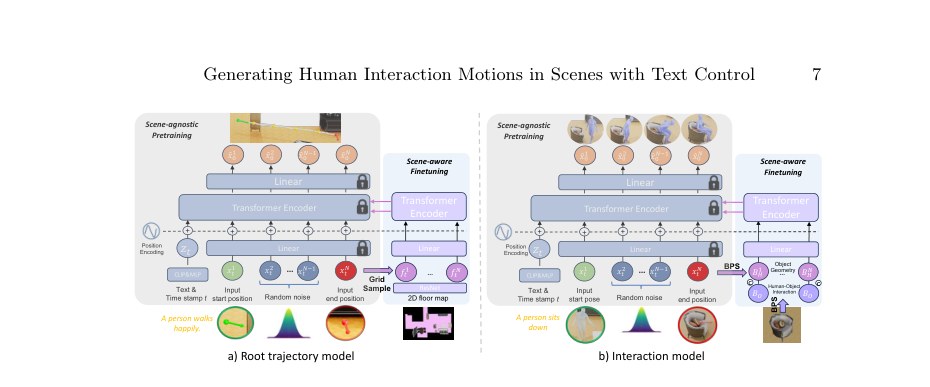 Generating Human Interaction Motions in Scenes with Text Control 7
Scene-agnostic
Pretraining
Linear
Transformer Encoder
Position
Encoding
Linear
Text &
Time stamp t
Input
start position
Random noise
Input
end position
A person walks
happily.
Scene-aware
Finetuning
Transformer
Encoder
Linear
Grid
Sample
2D floor map
a) Root trajectory model
Scene-agnostic
Pretraining
Linear
Transformer Encoder
Position
Encoding
Linear
Text &
Time stamp t
Input
start pose
Random noise
Input
end position
A person sits
down
Scene-aware
Finetuning
Transformer
Encoder
Linear
BPS
Object
Geometry
Human-Object
Interaction
BPS
b) Interaction model